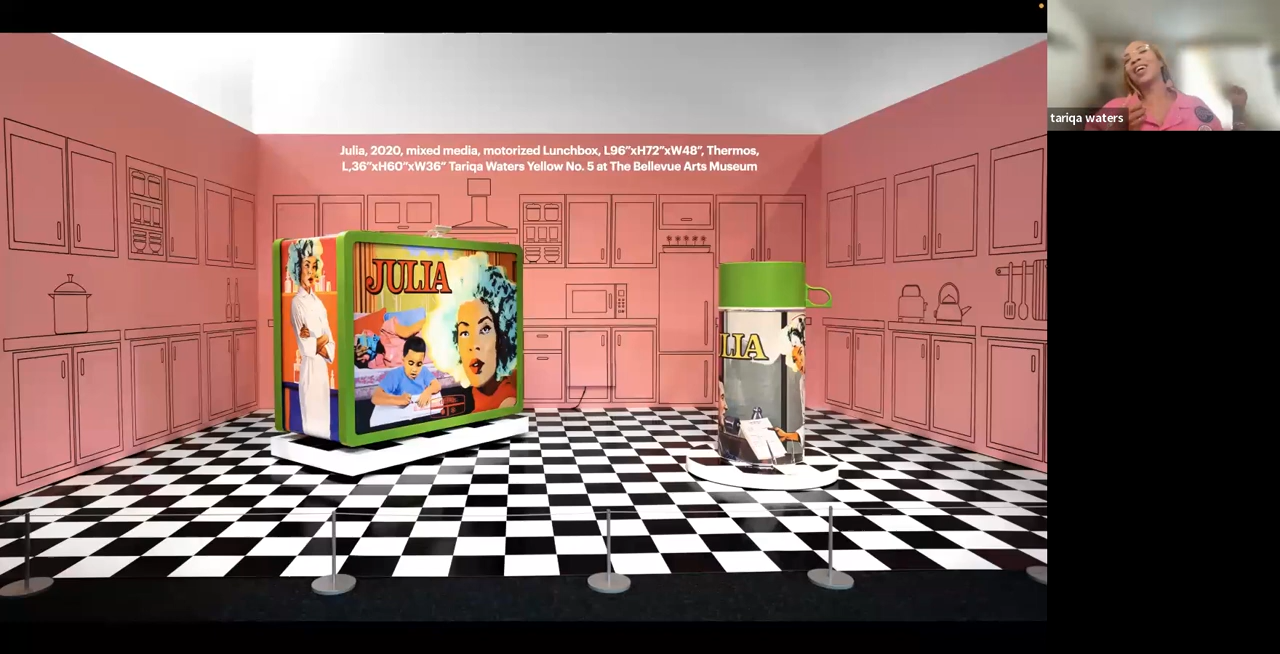 Julia, 2020, mixed media, motorized Lunchbox, L96”xH72”xW48”, Thermos,
L,36”xH60”xW36” Tariqa Waters Yellow No. 5 at The Bellevue Arts Museum
JULIA
LIA
tariqa waters